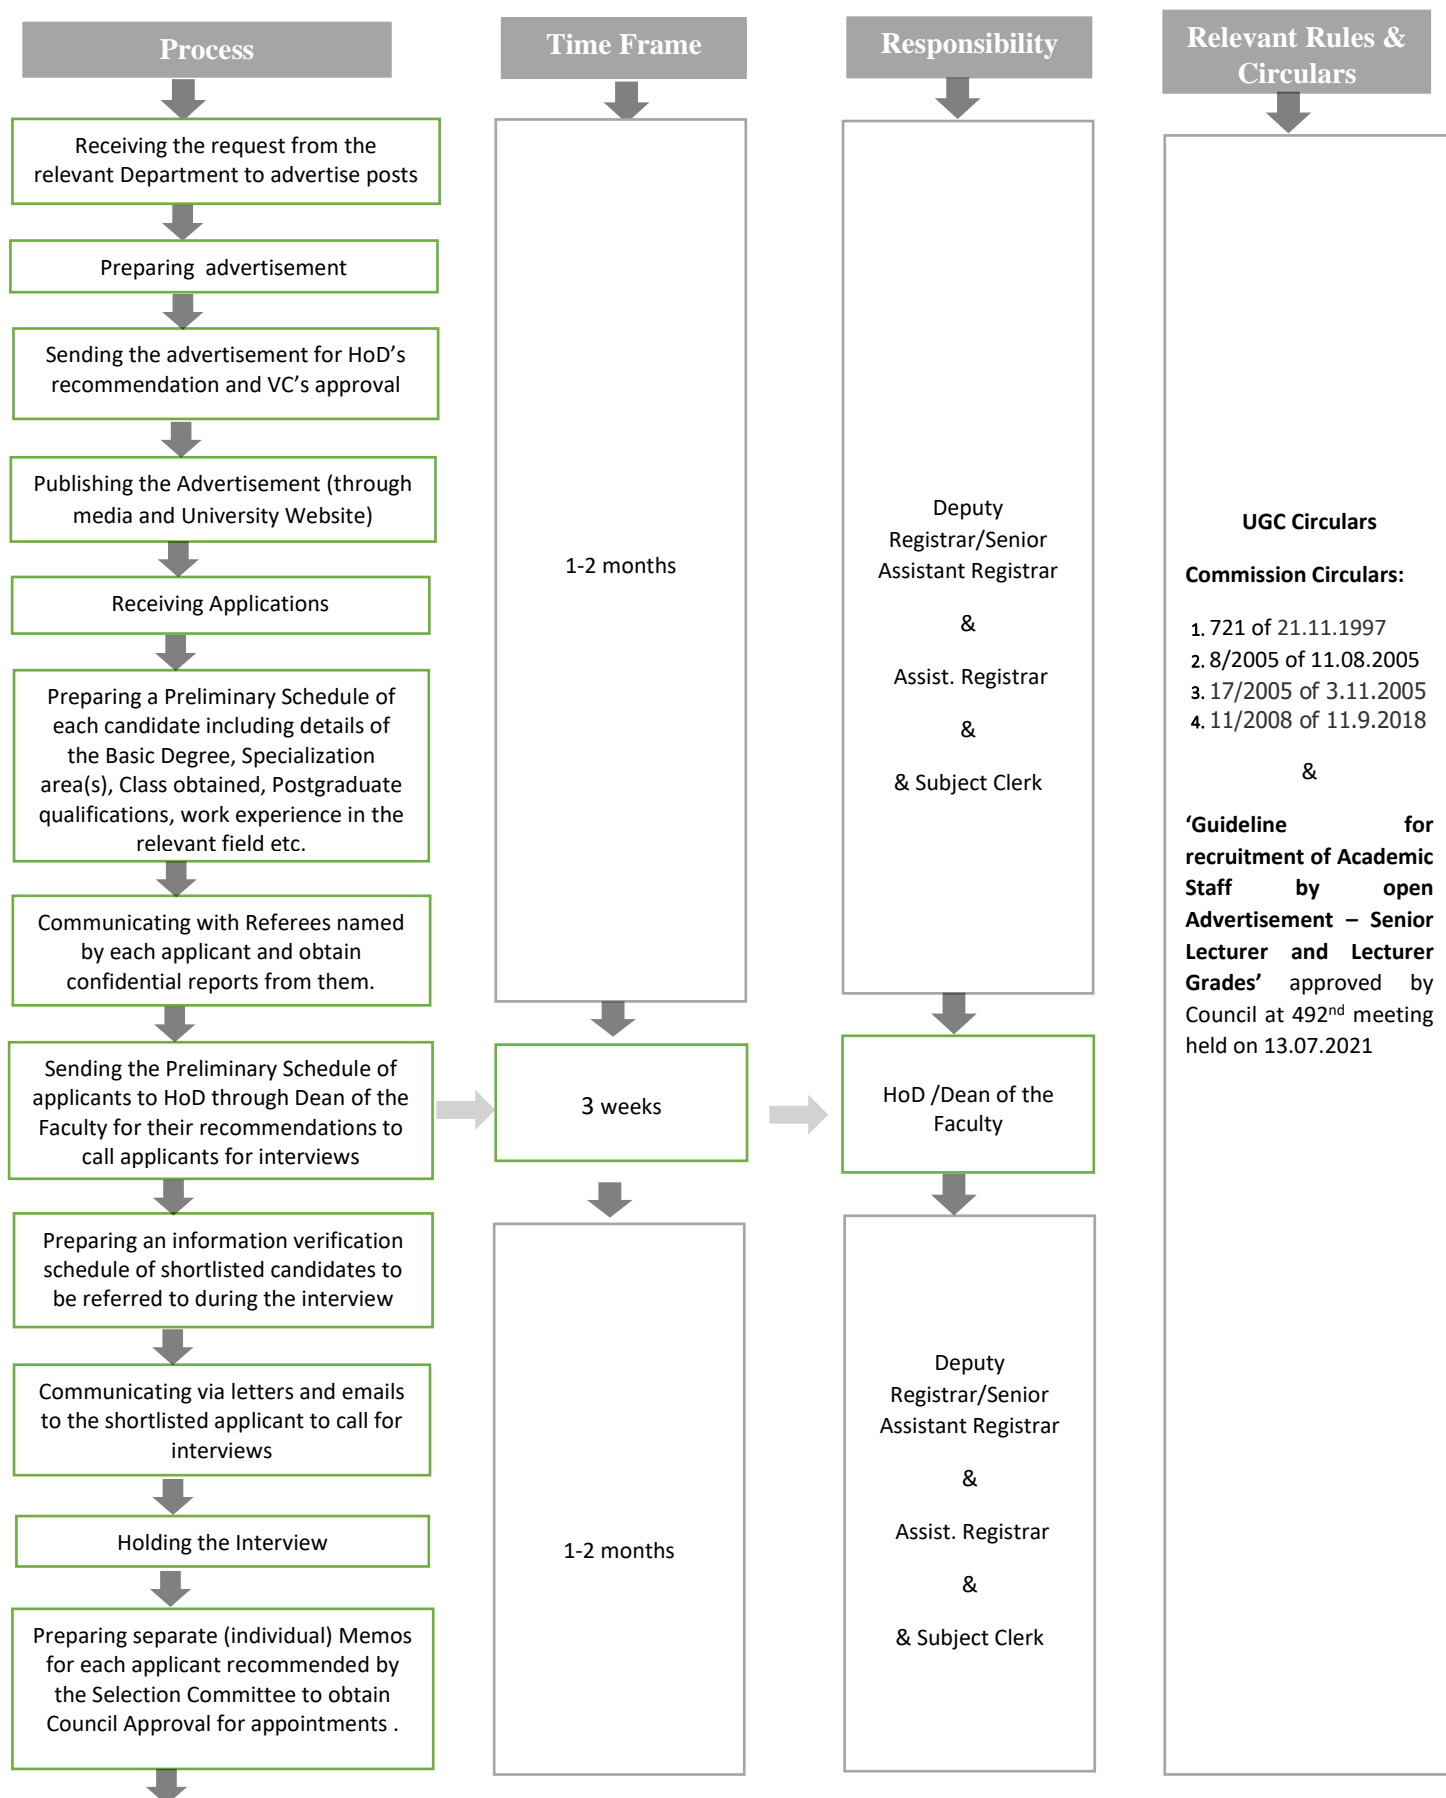 Process
Time Frame
Responsibility
Relevant Rules &
Circulars
Receiving the request from the
relevant Department to advertise posts
Preparing advertisement
Sending the advertisement for HoD’s
recommendation and VC’s approval
Publishing the Advertisement (through
media and University Website)
Receiving Applications
Preparing a Preliminary Schedule of
each candidate including details of
the Basic Degree, Specialization
area(s), Class obtained, Postgraduate
qualifications, work experience in the
relevant field etc.
Communicating with Referees named
by each applicant and obtain
confidential reports from them.
Sending the Preliminary Schedule of
applicants to HoD through Dean of the
Faculty for their recommendations to
call applicants for interviews
Preparing an information verification
schedule of shortlisted candidates to
be referred to during the interview
Communicating via letters and emails
to the shortlisted applicant to call for
interviews
Holding the Interview
Preparing separate (individual) Memos
for each applicant recommended by
the Selection Committee to obtain
Council Approval for appointments .
1-2 months
3 weeks
1-2 months
Deputy
Registrar/Senior
Assistant Registrar
&
Assist. Registrar
&
& Subject Clerk
HoD /Dean of the
Faculty
Deputy
Registrar/Senior
Assistant Registrar
&
Assist. Registrar
&
& Subject Clerk
UGC Circulars
Commission Circulars:
1. 721 of 21.11.1997
2. 8/2005 of 11.08.2005
3. 17/2005 of 3.11.2005
4. 11/2008 of 11.9.2018
&
‘Guideline for
recruitment of Academic
Staff by open
Advertisement – Senior
Lecturer and Lecturer
Grades’ approved by
Council at 492nd meeting
held on 13.07.2021